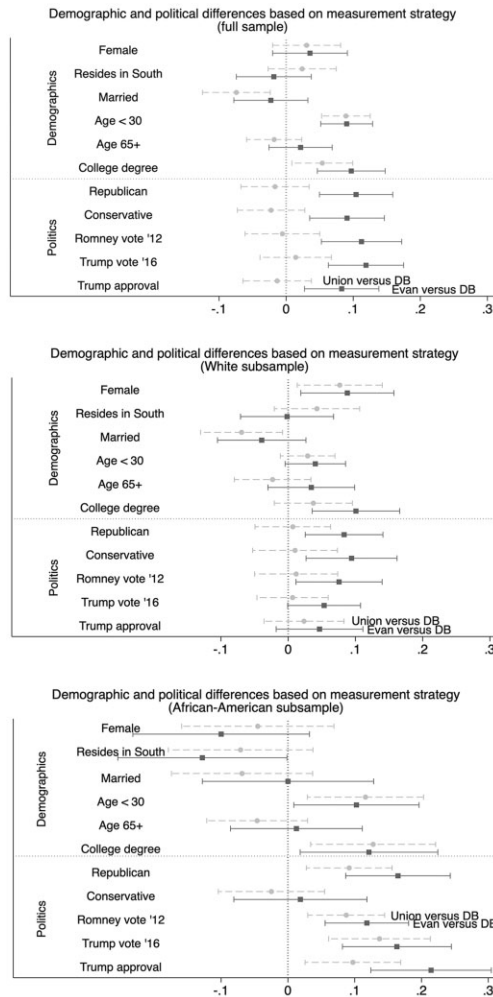 Demographic and political differences based on measurement strategy
(full sample)
Demographics
Female
Resides in South
Married
Age < 30
Age 65+
College degree
Politics
Republican
Conservative
Romney vote '12
Trump vote '16
Trump approval
Union versus DB
Evan versus DB
-.1 0 .1 .2 .3
Demographic and political differences based on measurement strategy
(White subsample)
Demographics
Female
Resides in South
Married
Age < 30
Age 65+
College degree
Politics
Republican
Conservative
Romney vote '12
Trump vote '16
Trump approval
Union versus DB
Evan versus DB
-.1 0 .1 .2 .3
Demographic and political differences based on measurement strategy
(African-American subsample)
Demographics
Female
Resides in South
Married
Age < 30
Age 65+
College degree
Politics
Republican
Conservative
Romney vote '12
Union versus DB
Evan versus DB
Trump vote '16
Trump approval
-.1 0 .1 .2 .3